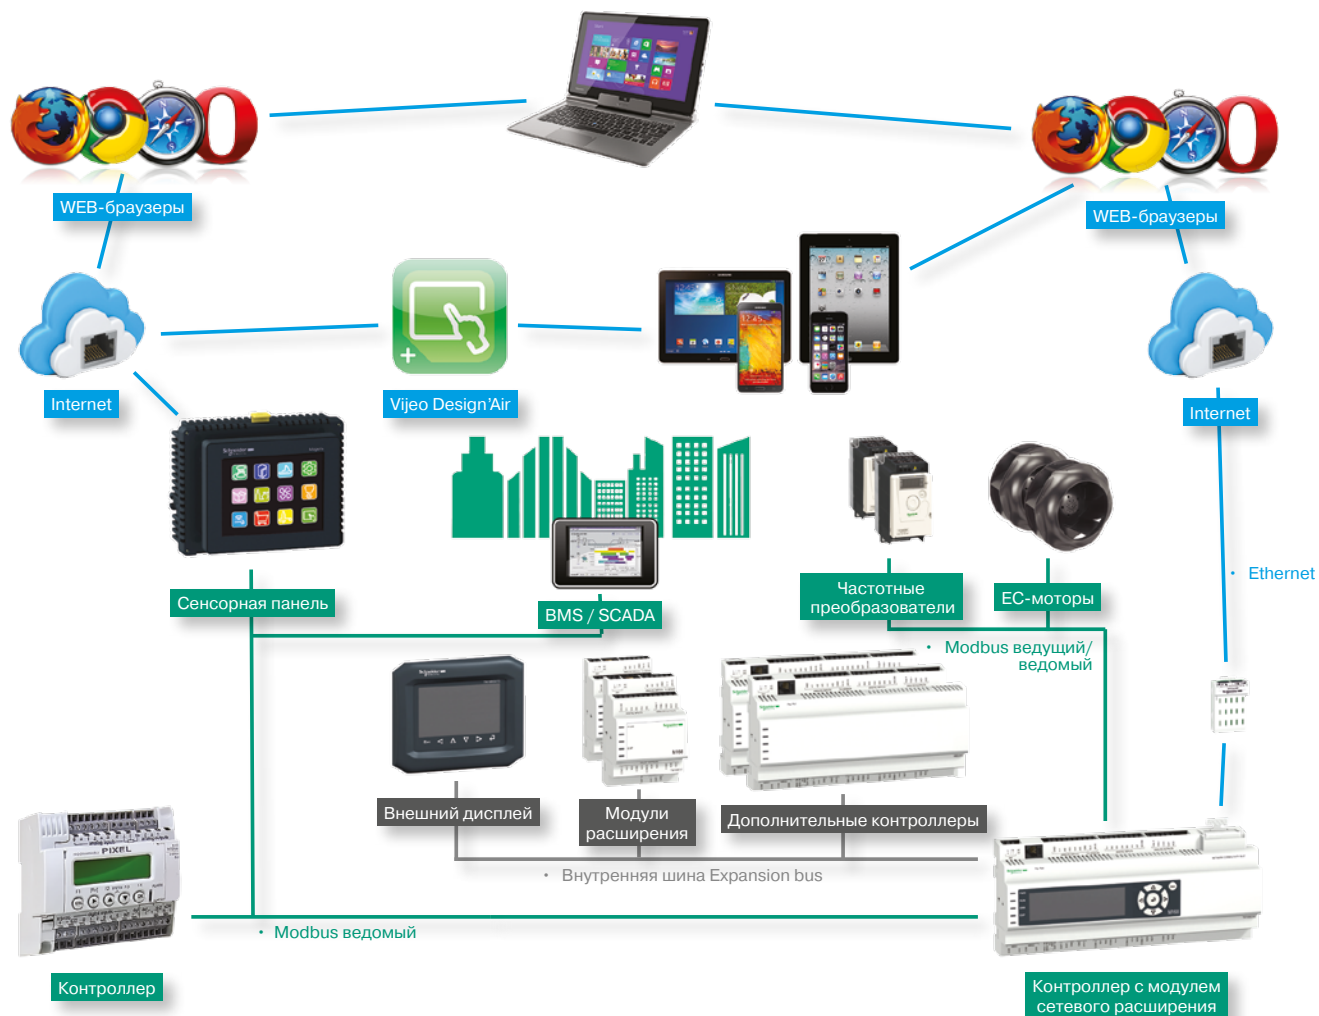 WEB-браузеры
WEB-браузеры
Internet
Vijeo Design'Air
Internet
Сенсорная панель
BMS / SCADA
Частотные
преобразователи
ЕС-моторы
• Ethernet
• Modbus ведущий/
ведомый
Внешний дисплей
Модули
расширения
Дополнительные контроллеры
• Внутренняя шина Expansion bus
PIXEL
• Modbus ведомый
Контроллер
Контроллер с модулем
сетевого расширения